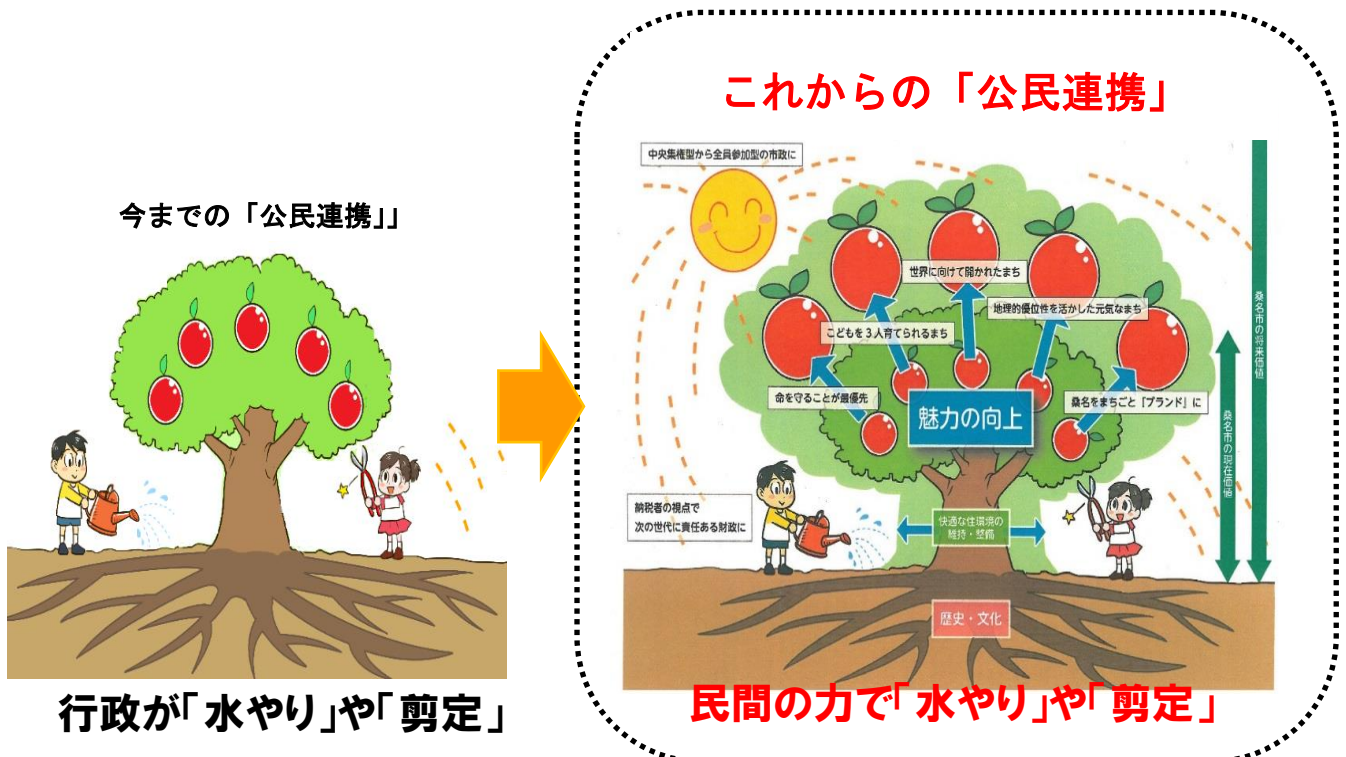 今までの「公民連携」」
行政が「水やり」や「剪定」
これからの「公民連携」
中央集権型から全員参加型の市政に
世界に向けて開かれたまち
地理的優位性を活かした元気なまち
こどもを3人育てられるまち
命を守ることが最優先
桑名をまちごと「ブランド」に
魅力の向上
納税者の視点で
次の世代に責任ある財政に
快適な住環境の
維持・整備
歴史・文化
桑名市の現在価値
桑名市の将来価値
民間の力で「水やり」や「剪定」